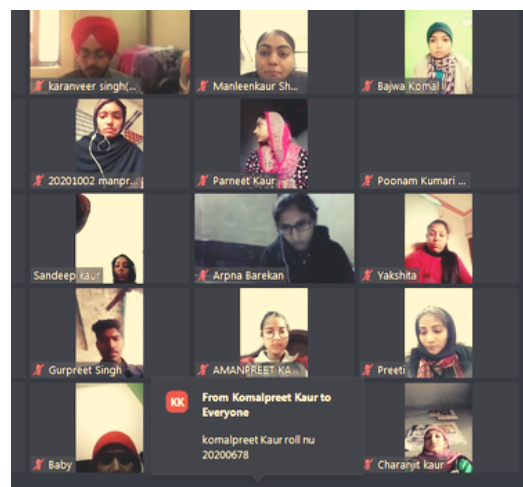 karanveer singh(...
Manleenkaur Sh...
Bajwa Komal
20201002 manpr...
Parneet Kaur
Poonam Kumari ...
Sandeep kaur
Arpna Barekan
Yakshita
Gurpreet Singh
AMANPREET KA...
Preeti
Baby
KK
From Komalpreet Kaur to
Everyone
komalpreet Kaur roll nu
20200678
Charanjit kaur